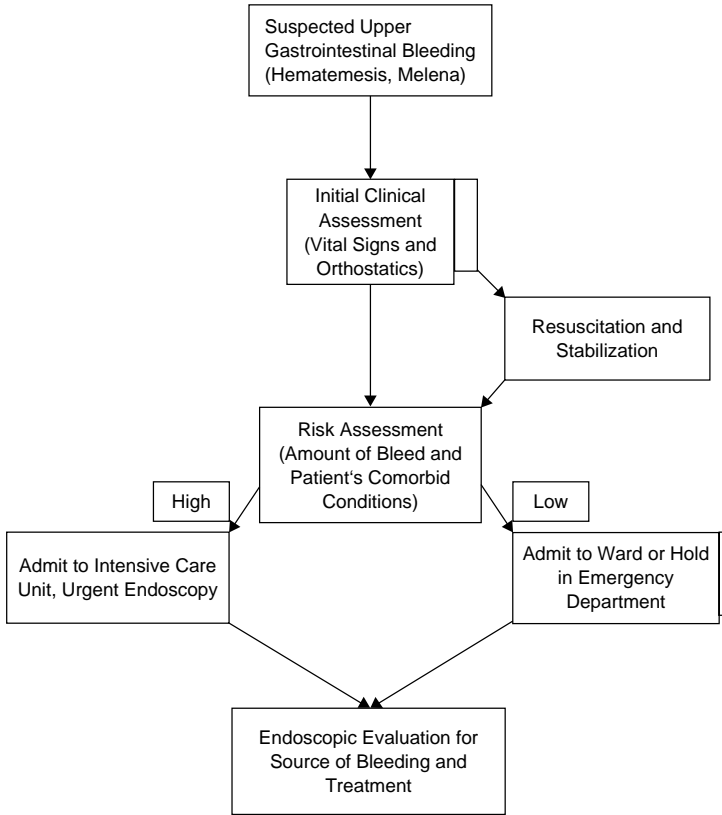 Suspected Upper
Gastrointestinal Bleeding
(Hematemesis, Melena)
Initial Clinical
Assessment
(Vital Signs and
Orthostatics)
Resuscitation and
Stabilization
Risk Assessment
(Amount of Bleed and
Patient‘s Comorbid
Conditions)
High
Low
Admit to Intensive Care
Unit, Urgent Endoscopy
Admit to Ward or Hold
in Emergency
Department
Endoscopic Evaluation for
Source of Bleeding and
Treatment